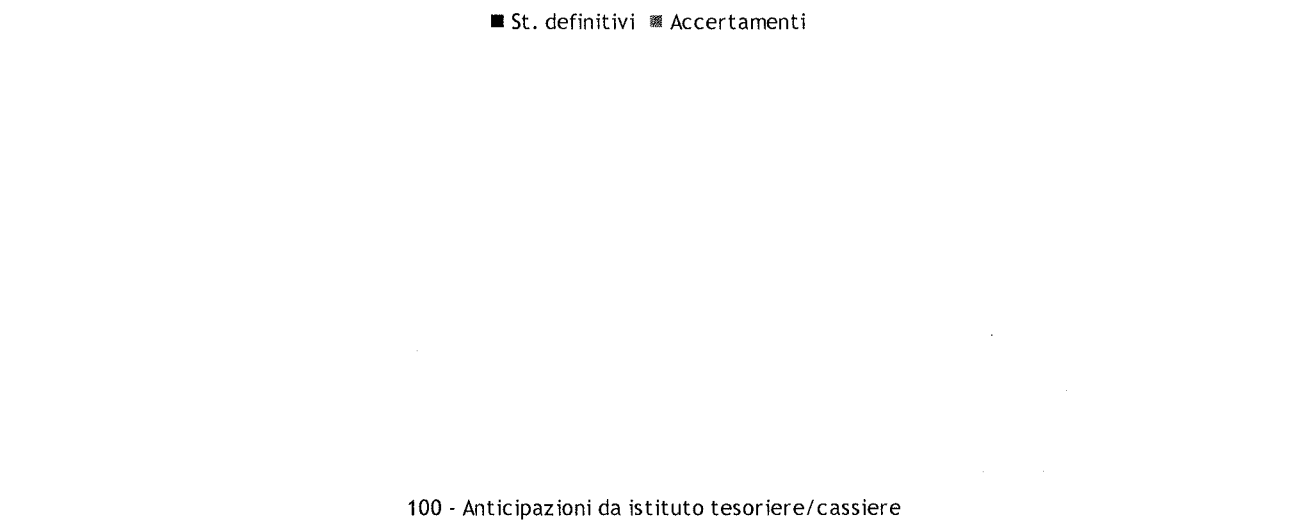 St. definitivi Accertamenti
100 - Anticipazioni da istituto tesoriere/cassiere